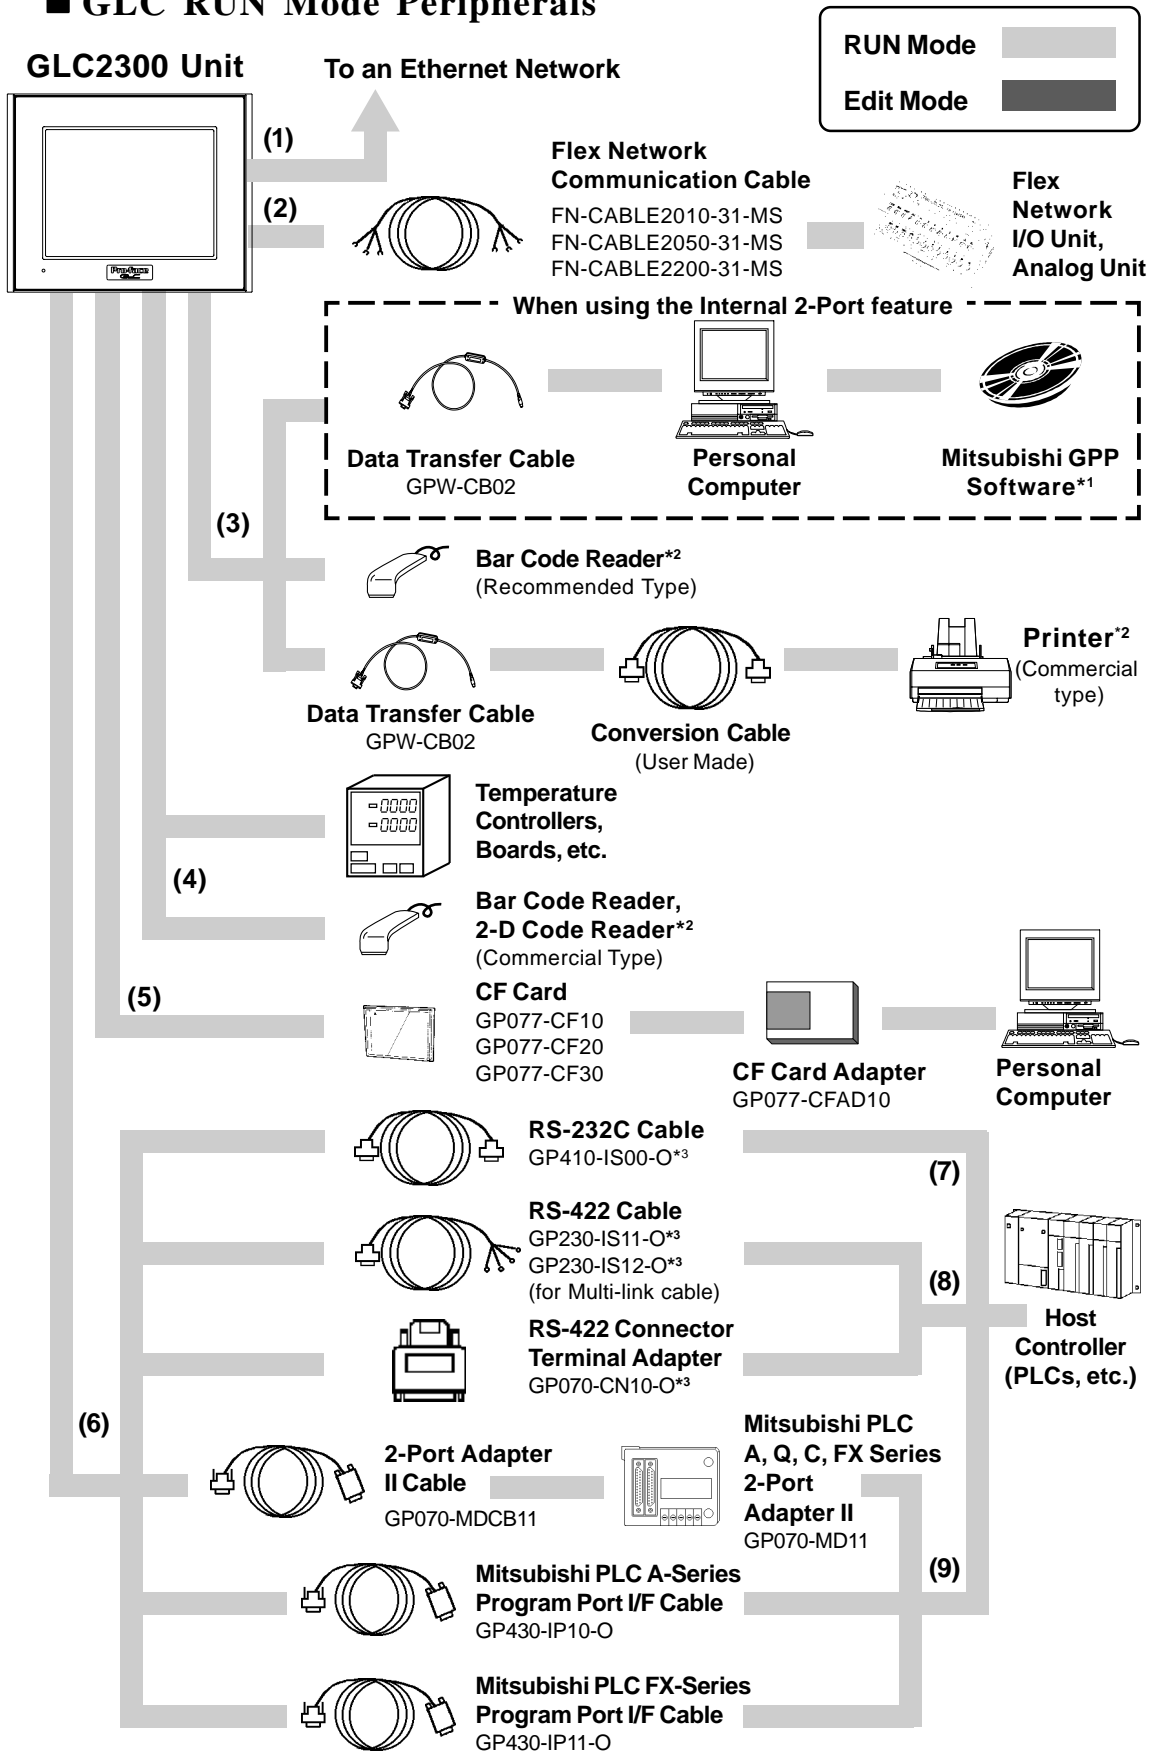 ■ GLC RUN Mode Peripherals
RUN Mode
Edit Mode
GLC2300 Unit
To an Ethernet Network
(1)
(2)
Pro-face
GLC
Flex Network
Communication Cable
FN-CABLE2010-31-MS
FN-CABLE2050-31-MS
FN-CABLE2200-31-MS
Flex
Network
I/O Unit,
Analog Unit
When using the Internal 2-Port feature
Data Transfer Cable
GPW-CB02
Personal
Computer
Mitsubishi GPP
Software*1
(3)
Bar Code Reader*2
(Recommended Type)
Data Transfer Cable
GPW-CB02
Conversion Cable
(User Made)
Printer*2
(Commercial
type)
Temperature
Controllers,
Boards, etc.
(4)
Bar Code Reader,
2-D Code Reader*2
(Commercial Type)
(5)
CF Card
GP077-CF10
GP077-CF20
GP077-CF30
CF Card Adapter
GP077-CFAD10
Personal
Computer
RS-232C Cable
GP410-IS00-O*3
(7)
RS-422 Cable
GP230-IS11-O*3
GP230-IS12-O*3
(for Multi-link cable)
(8)
RS-422 Connector
Terminal Adapter
GP070-CN10-O*3
Host
Controller
(PLCs, etc.)
(6)
2-Port Adapter
II Cable
GP070-MDCB11
Mitsubishi PLC
A, Q, C, FX Series
2-Port
Adapter II
GP070-MD11
(9)
Mitsubishi PLC A-Series
Program Port I/F Cable
GP430-IP10-O
Mitsubishi PLC FX-Series
Program Port I/F Cable
GP430-IP11-O